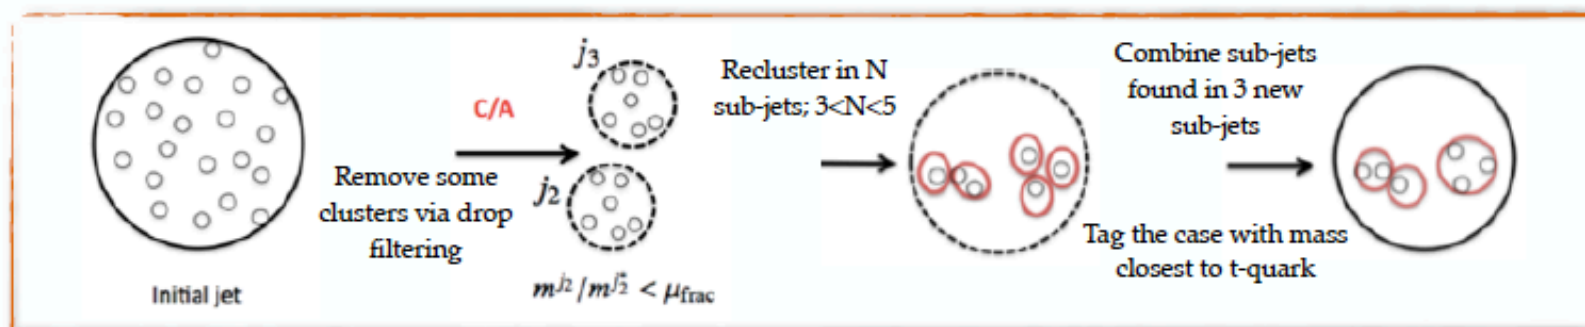 Initial jet
C/A
Remove some
clusters via drop
filtering
j3
j2
m^j2/m^j2* < μfrac
Recluster in N
sub-jets; 3<N<5
Combine sub-jets
found in 3 new
sub-jets
Tag the case with mass
closest to t-quark